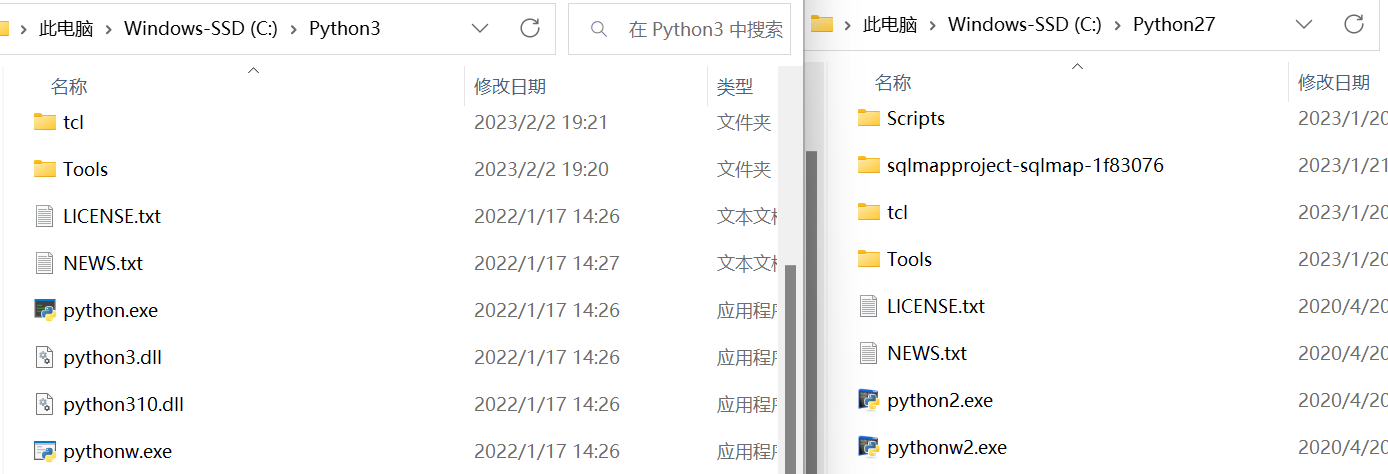 此电脑 Windows-SSD (C:) Python3
在 Python3 中搜索
名称 修改日期 类型
tcl 2023/2/2 19:21 文件夹
Tools 2023/2/2 19:20 文件夹
LICENSE.txt 2022/1/17 14:26 文本文档
NEWS.txt 2022/1/17 14:27 文本文档
python.exe 2022/1/17 14:26 应用程序
python3.dll 2022/1/17 14:26 应用程序
python310.dll 2022/1/17 14:26 应用程序
pythonw.exe 2022/1/17 14:26 应用程序
此电脑 Windows-SSD (C:) Python27
名称 修改日期
Scripts 2023/1/20
sqlmapproject-sqlmap-1f83076 2023/1/21
tcl 2023/1/20
Tools 2023/1/20
LICENSE.txt 2020/4/20
NEWS.txt 2020/4/20
python2.exe 2020/4/20
pythonw2.exe 2020/4/20